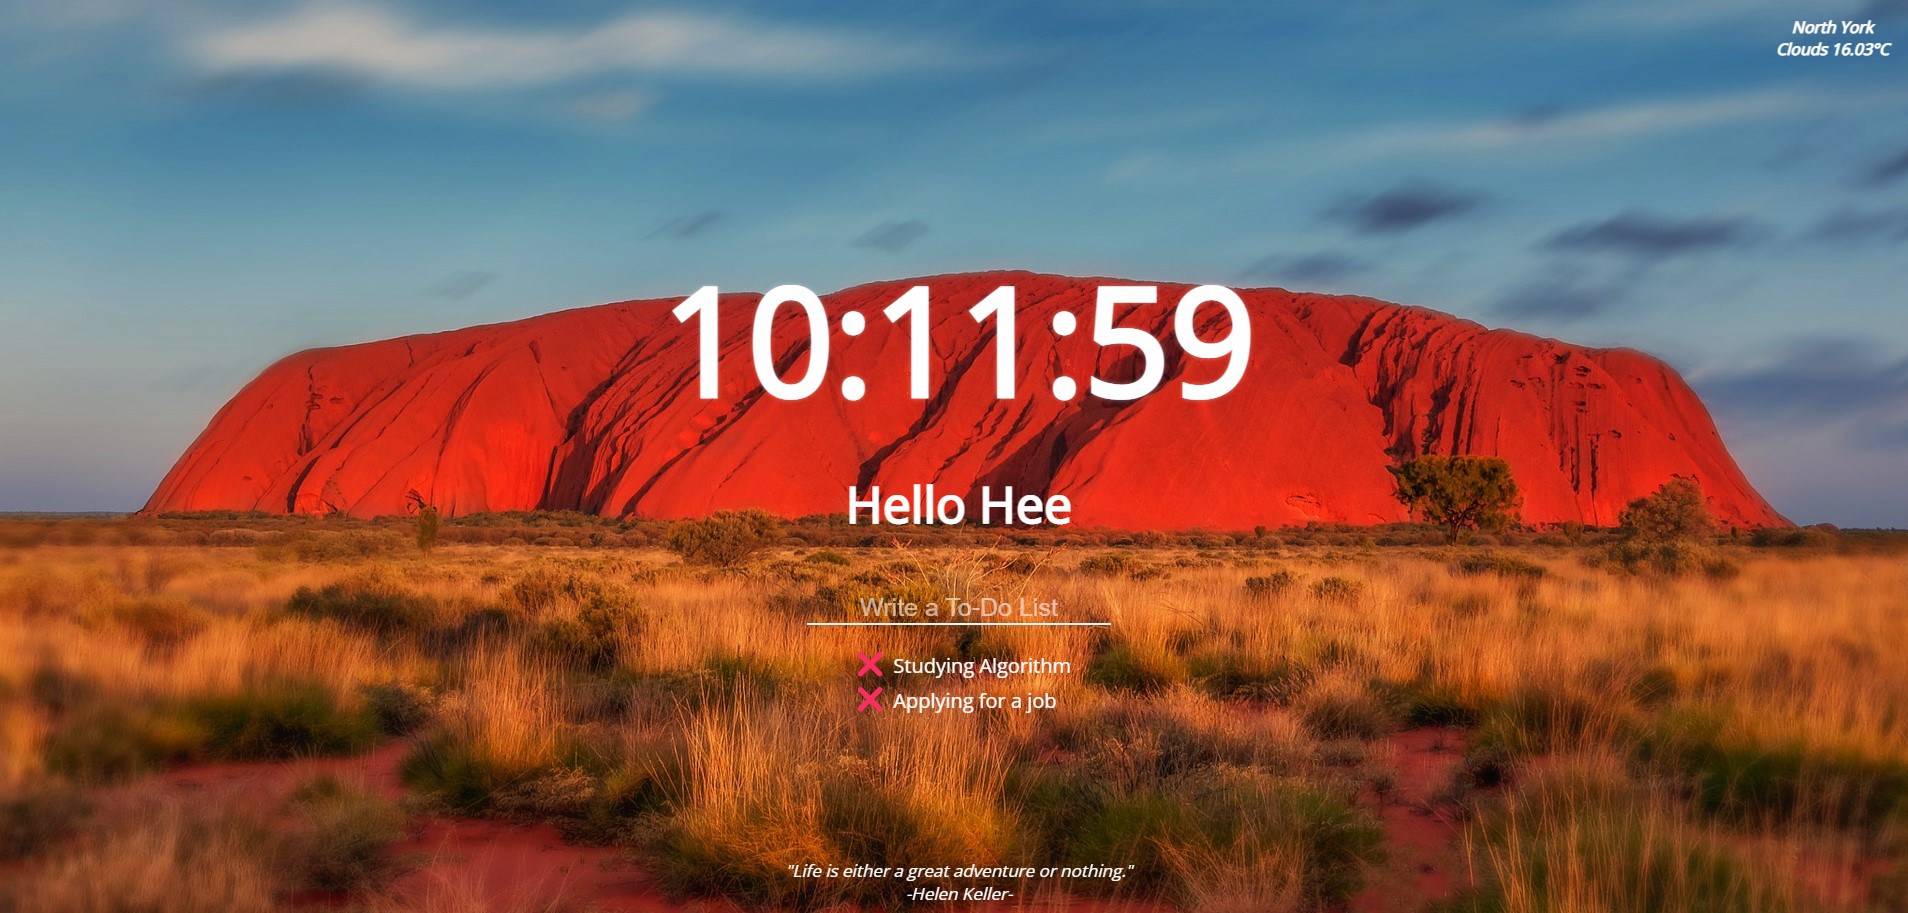 North York
Clouds 16.03°C
10:11:59
Hello Hee
Write a To-Do List
❌ Studying Algorithm
❌ Applying for a job
"Life is either a great adventure or nothing."
-Helen Keller-